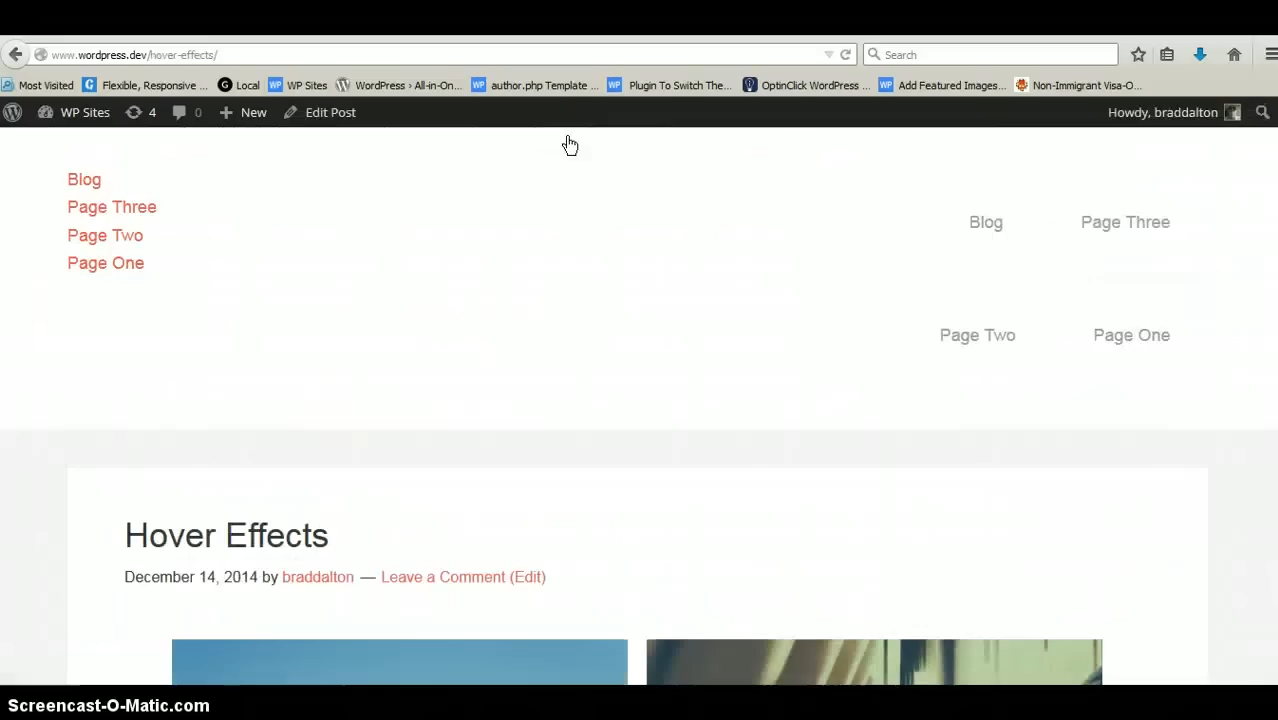 www.wordpress.dev/hover-effects/ Search
Most Visited Flexible, Responsive ... Local WP Sites WordPress › All-in-On... author.php Template ... Plugin To Switch The... OptinClick WordPress ... Add Featured Images... Non-Immigrant Visa-O...
WP Sites 4 0 New Edit Post Howdy, braddalton
Blog
Page Three
Page Two
Page One
Blog Page Three
Page Two Page One
Hover Effects
December 14, 2014 by braddalton — Leave a Comment (Edit)
Screencast-O-Matic.com